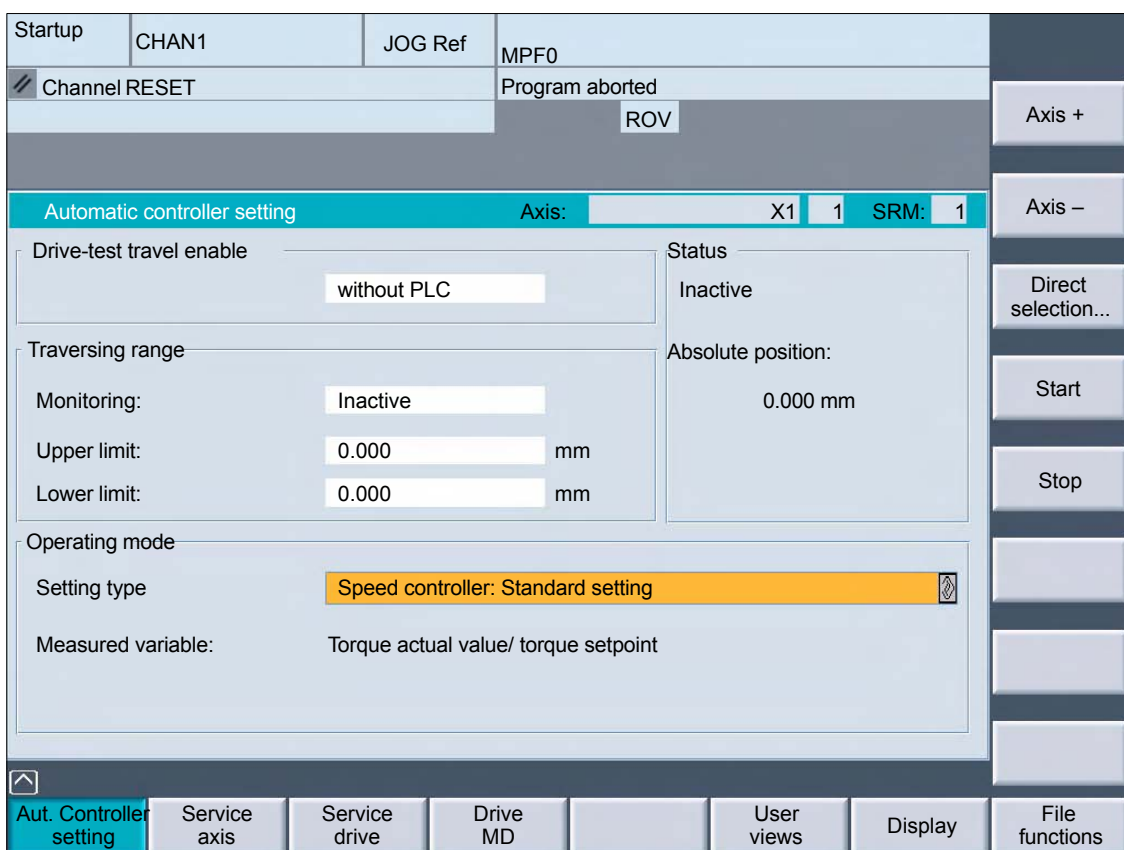 Startup
CHAN1
JOG Ref
MPF0
Channel RESET
Program aborted
ROV
Automatic controller setting
Axis:
X1
1
SRM:
1
Drive-test travel enable
without PLC
Status
Inactive
Traversing range
Absolute position:
0.000 mm
Monitoring:
Inactive
Upper limit:
0.000
mm
Lower limit:
0.000
mm
Operating mode
Setting type
Speed controller: Standard setting
Measured variable:
Torque actual value/ torque setpoint
Axis +
Axis –
Direct
selection...
Start
Stop
Aut. Controller
setting
Service
axis
Service
drive
Drive
MD
User
views
Display
File
functions